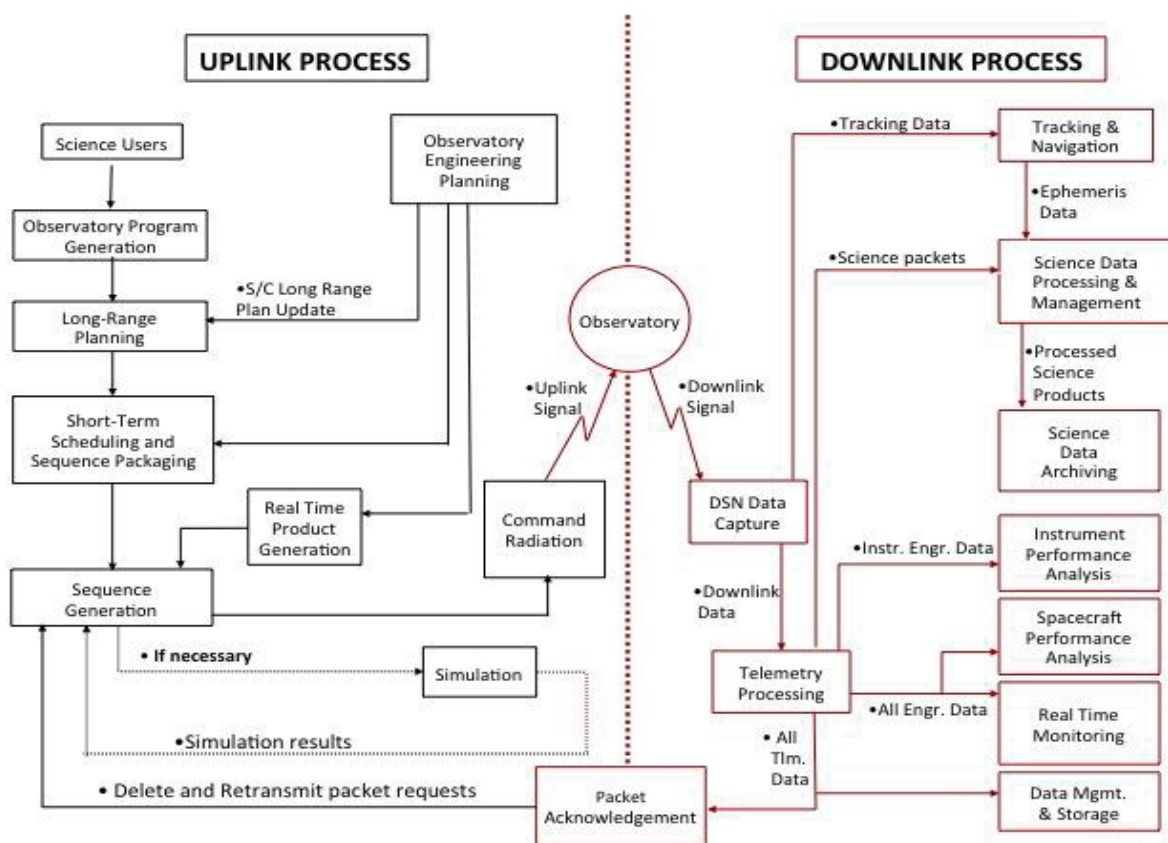 UPLINK PROCESS
DOWNLINK PROCESS
Science Users
Observatory Program
Generation
Long-Range
Planning
Short-Term
Scheduling and
Sequence Packaging
Sequence
Generation
Observatory
Engineering
Planning
•S/C Long Range
Plan Update
Real Time
Product
Generation
Command
Radiation
• If necessary
Simulation
•Simulation results
• Delete and Retransmit packet requests
Packet
Acknowledgement
•Uplink
Signal
Observatory
•Downlink
Signal
DSN Data
Capture
•Downlink
Data
Telemetry
Processing
•Tracking Data
Tracking &
Navigation
•Ephemeris
Data
•Science packets
Science Data
Processing &
Management
•Processed
Science
Products
Science
Data
Archiving
•Instr. Engr. Data
Instrument
Performance
Analysis
Spacecraft
Performance
Analysis
•All Engr. Data
Real Time
Monitoring
• All
Tlm.
Data
Data Mgmt.
& Storage